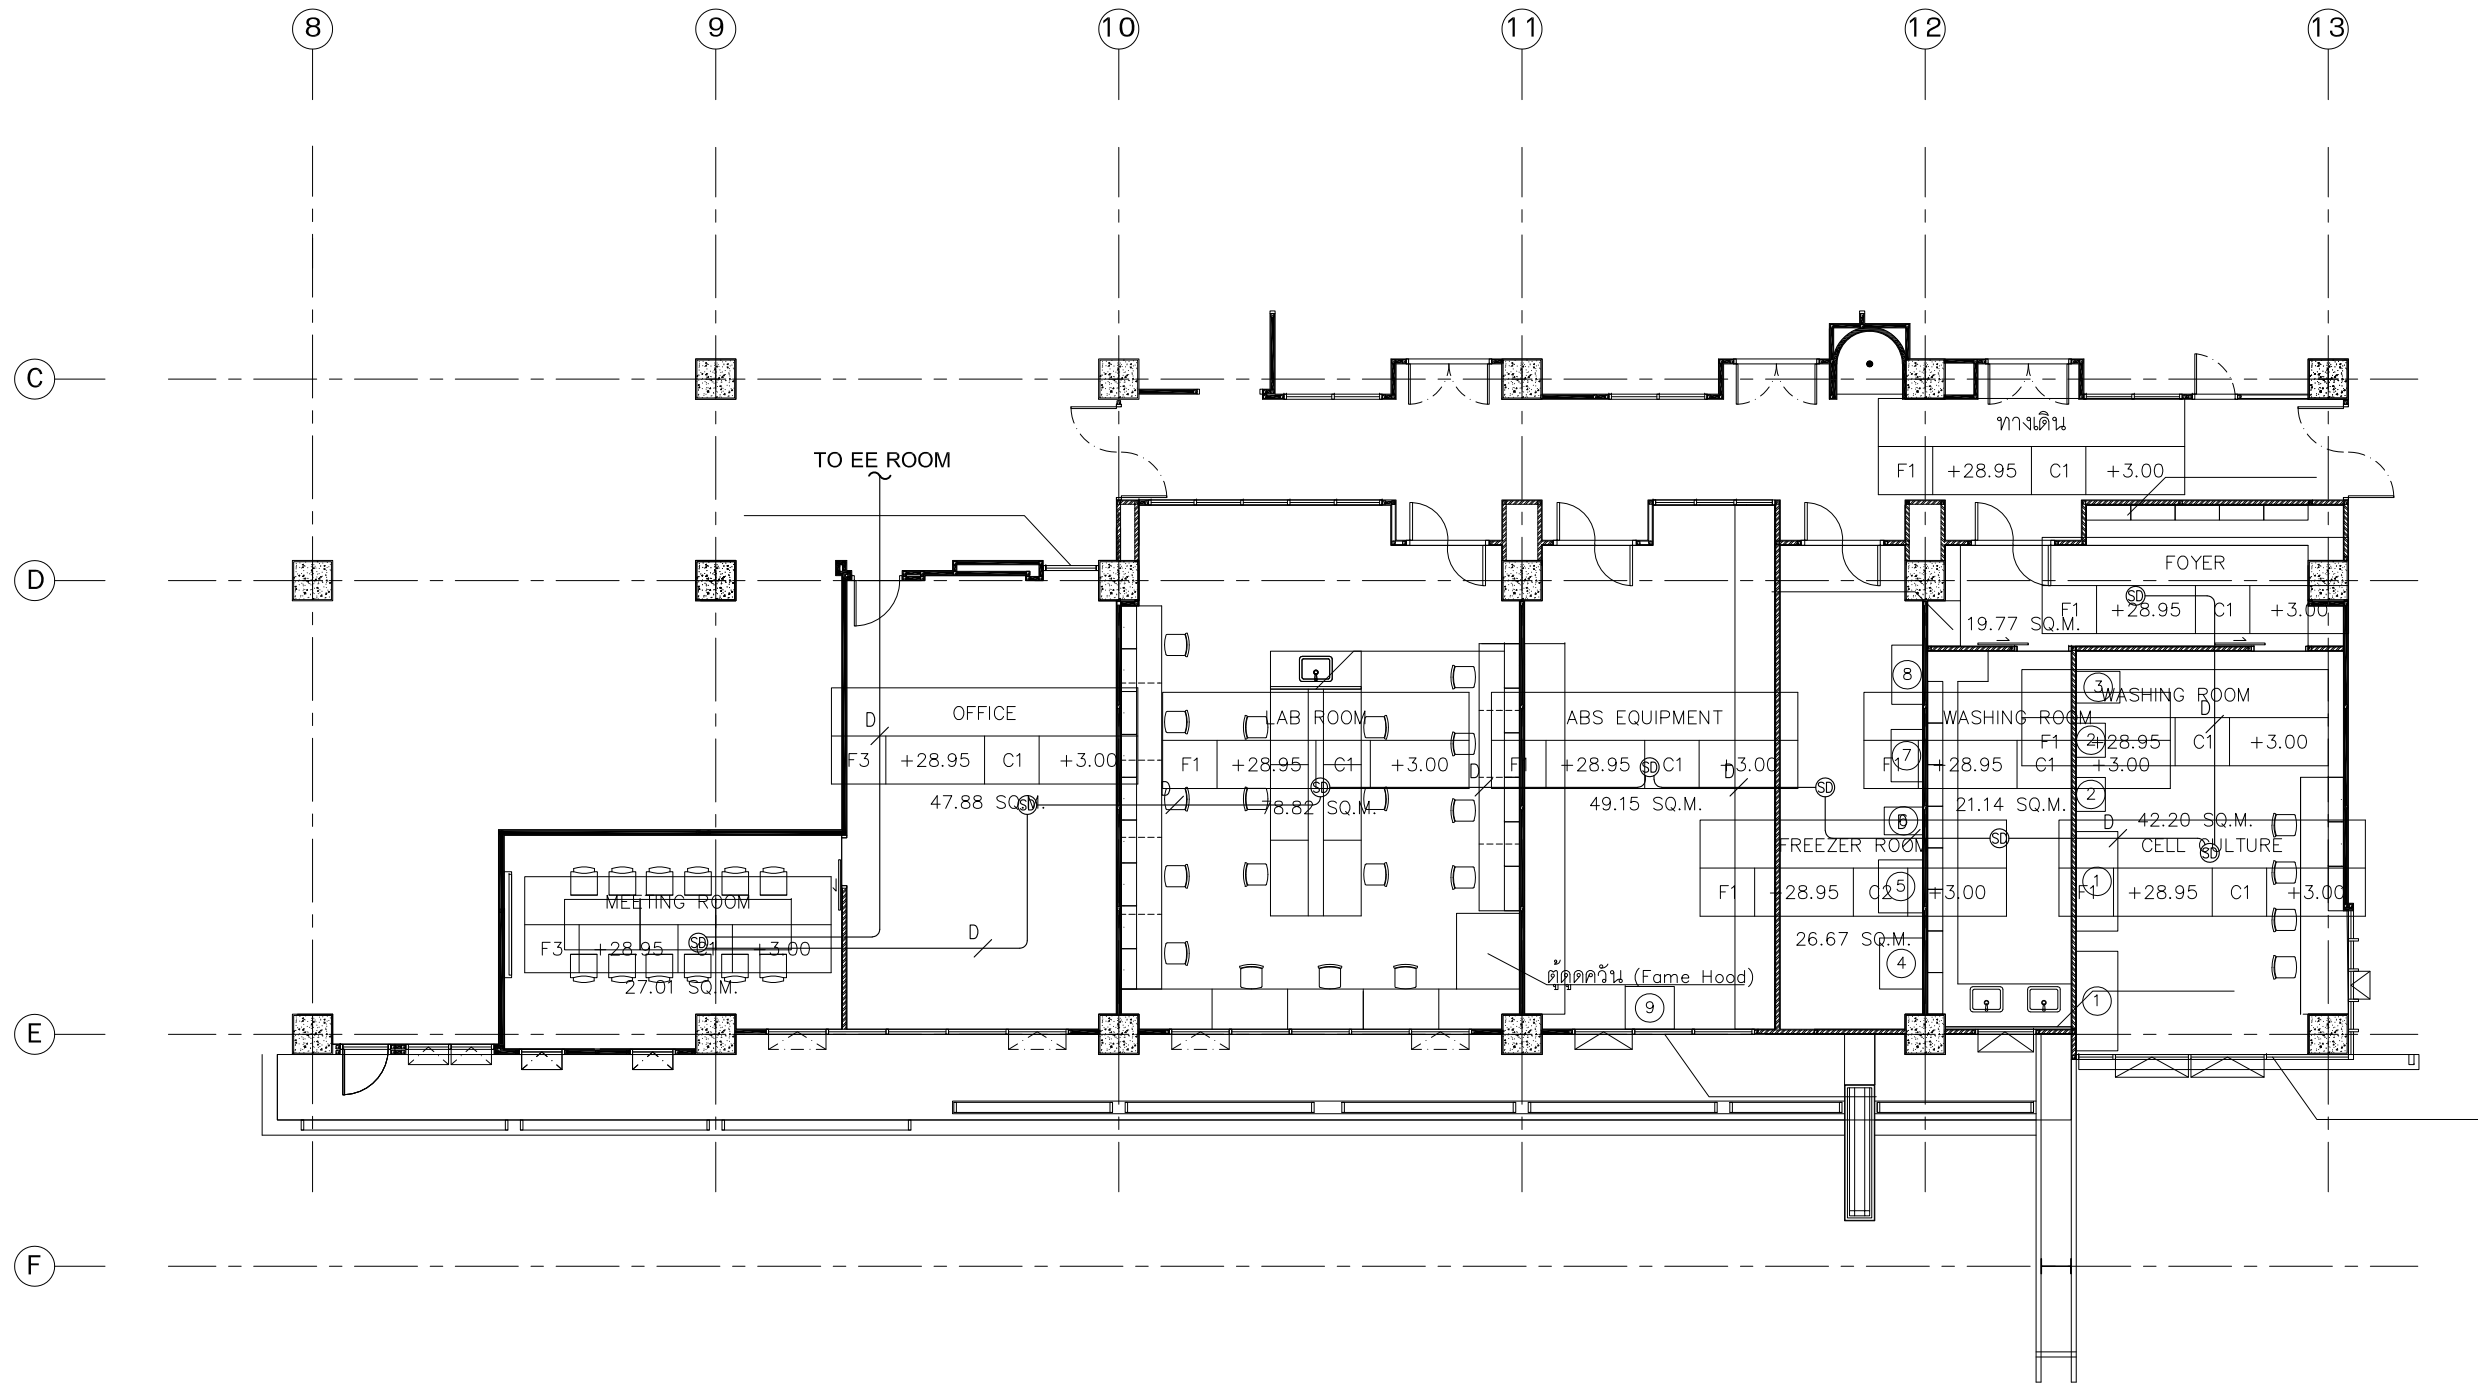 8 9 10 11 12 13
C
ทางเดิน
F1 +28.95 C1 +3.00
TO EE ROOM
D
FOYER
F1 +28.95 C1 +3.00
SD
19.77 SQ.M.
OFFICE
F3 +28.95 C1 +3.00
47.88 SQ.M.
SD
D
LAB ROOM
F1 +28.95 C1 +3.00
78.82 SQ.M.
SD
D
D
ABS EQUIPMENT
F1 +28.95 C1 +3.00
49.15 SQ.M.
SD
D
SD
WASHING ROOM
F1 +28.95 C1 +3.00
21.14 SQ.M.
SD
D
WASHING ROOM
F1 +28.95 C1 +3.00
42.20 SQ.M.
D
D
SD
8
7
6
5
4
3
2
2
1
1
FREEZER ROOM
F1 +28.95 C2 +3.00
26.67 SQ.M.
CELL CULTURE
F1 +28.95 C1 +3.00
MEETING ROOM
F3 +28.95 C1 +3.00
SD
27.01 SQ.M.
D
ตู้ดูดควัน (Fame Hood)
9
E
F